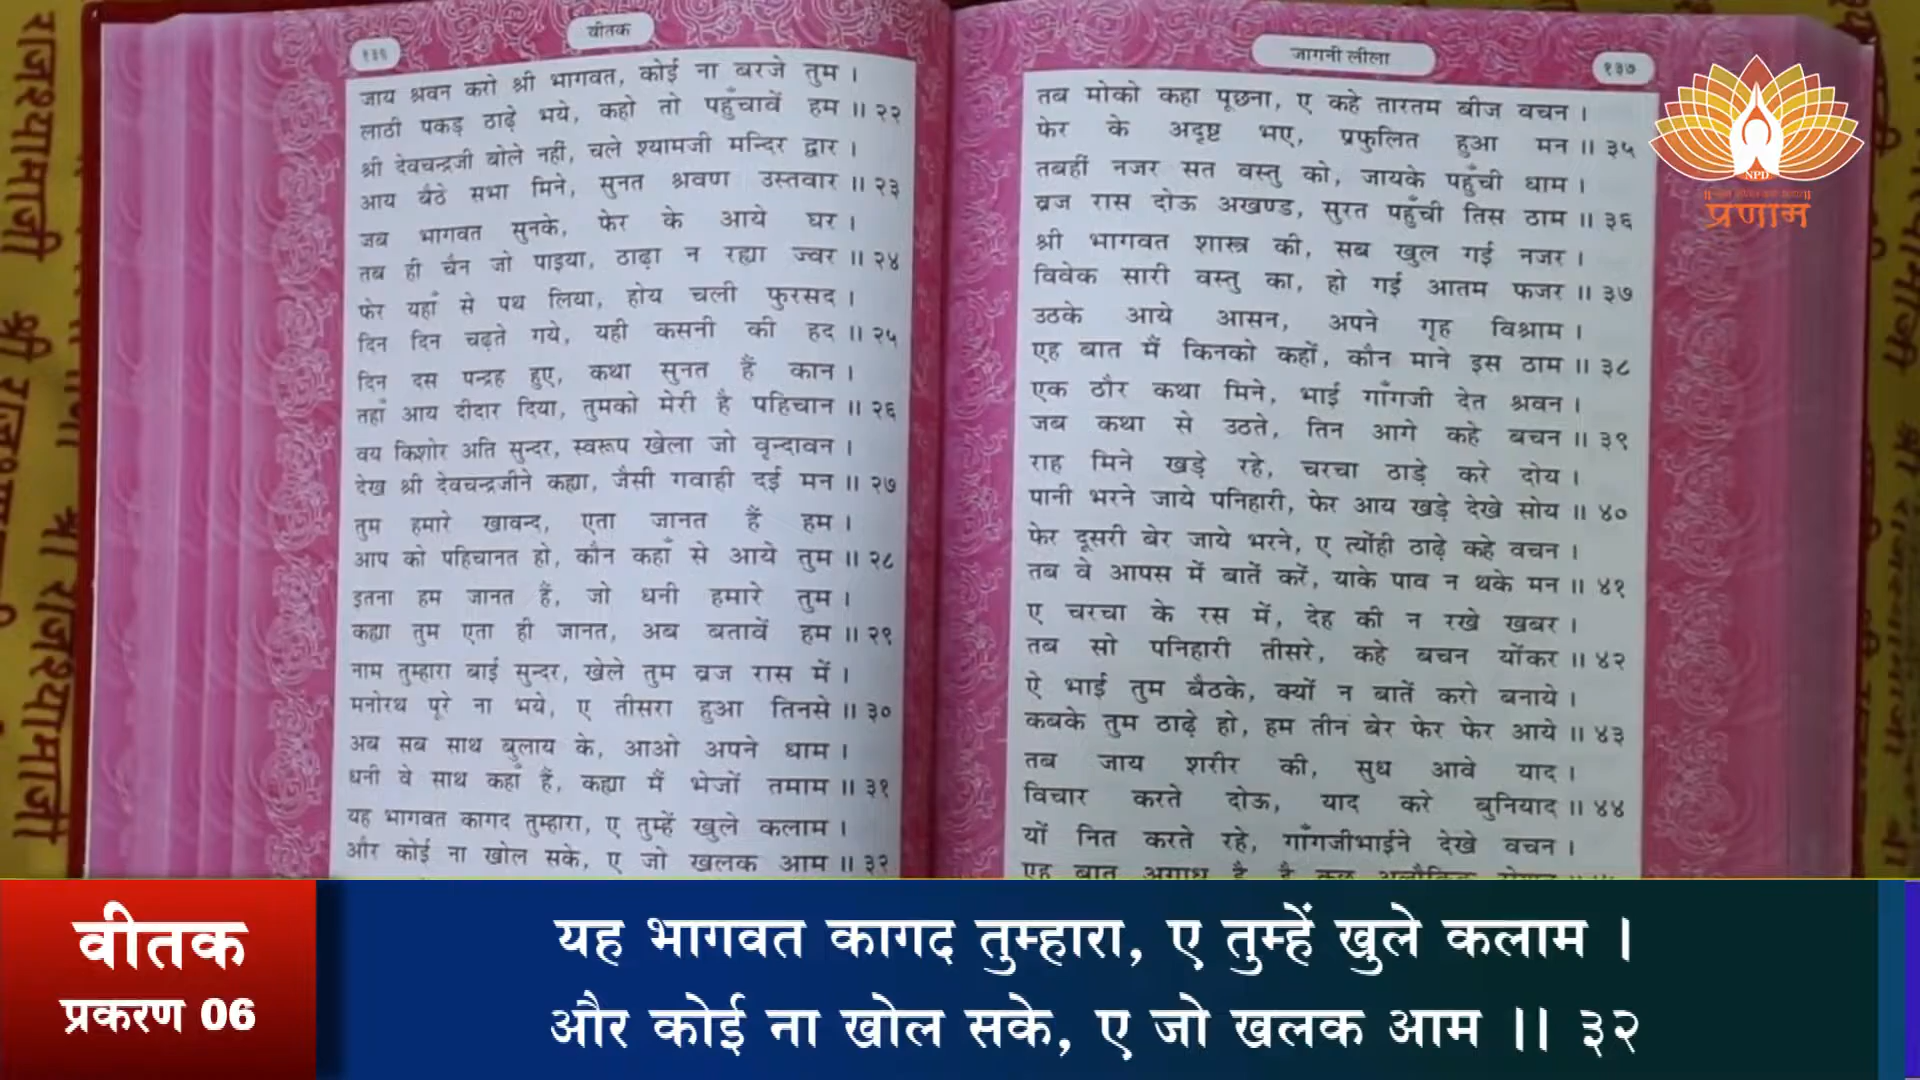 १३६
वीतक
जाय श्रवन करो श्री भागवत, कोई ना बरजे तुम ।
लाठी पकड़ ठाढ़े भये, कहो तो पहुँचावें हम ॥ २२
श्री देवचन्द्रजी बोले नहीं, चले श्यामजी मन्दिर द्वार ।
आय बैठे सभा मिने, सुनत श्रवण उस्तवार ॥ २३
जब भागवत सुनके, फेर के आये घर ।
तब ही चैन जो पाइया, ठाढ़ा न रह्या ज्वर ॥ २४
फेर यहाँ से पथ लिया, होय चली फुरसद ।
दिन दिन चढ़ते गये, यही कसनी की हद ॥ २५
दिन दस पन्द्रह हुए, कथा सुनत हैं कान ।
तहाँ आय दीदार दिया, तुमको मेरी है पहिचान ॥ २६
वय किशोर अति सुन्दर, स्वरूप खेला जो वृन्दावन ।
देख श्री देवचन्द्रजीने कह्या, जैसी गवाही दई मन ॥ २७
तुम हमारे खावन्द, एता जानत हैं हम ।
आप को पहिचानत हो, कौन कहाँ से आये तुम ॥ २८
इतना हम जानत हैं, जो धनी हमारे तुम ।
कह्या तुम एता ही जानत, अब बतावें हम ॥ २९
नाम तुम्हारा बाई सुन्दर, खेले तुम व्रज रास में ।
मनोरथ पूरे ना भये, ए तीसरा हुआ तिनसे ॥ ३०
अब सब साथ बुलाय के, आओ अपने धाम ।
धनी वे साथ कहाँ हैं, कह्या मैं भेजों तमाम ॥ ३१
यह भागवत कागद तुम्हारा, ए तुम्हें खुले कलाम ।
और कोई ना खोल सके, ए जो खलक आम ॥ ३२
जागनी लीला
१३७
तब मोको कहा पूछना, ए कहे तारतम बीज वचन ।
फेर के अदृष्ट भए, प्रफुलित हुआ मन ॥ ३५
तबहीं नजर सत वस्तु को, जायके पहुँची धाम ।
व्रज रास दोऊ अखण्ड, सुरत पहुँची तिस ठाम ॥ ३६
श्री भागवत शास्त्र की, सब खुल गई नजर ।
विवेक सारी वस्तु का, हो गई आतम फजर ॥ ३७
उठके आये आसन, अपने गृह विश्राम ।
एह बात मैं किनको कहों, कौन माने इस ठाम ॥ ३८
एक ठौर कथा मिने, भाई गाँगजी देत श्रवन ।
जब कथा से उठते, तिन आगे कहे बचन ॥ ३९
राह मिने खड़े रहे, चरचा ठाड़े करे दोय ।
पानी भरने जाये पनिहारी, फेर आय खड़े देखे सोय ॥ ४०
फेर दूसरी बेर जाये भरने, ए त्योंही ठाढ़े कहे वचन ।
तब वे आपस में बातें करें, याके पाव न थके मन ॥ ४१
ए चरचा के रस में, देह की न रखे खबर ।
तब सो पनिहारी तीसरे, कहे बचन योंकर ॥ ४२
ऐ भाई तुम बैठके, क्यों न बातें करो बनाये ।
कबके तुम ठाढ़े हो, हम तीन बेर फेर फेर आये ॥ ४३
तब जाय शरीर की, सुध आवे याद ।
विचार करते दोऊ, याद करे बुनियाद ॥ ४४
यों नित करते रहे, गाँगजीभाईने देखे वचन ।
एह बात अगाध है
NPD
प्रणाम
वीतक
प्रकरण 06
यह भागवत कागद तुम्हारा, ए तुम्हें खुले कलाम ।
और कोई ना खोल सके, ए जो खलक आम ।। ३२